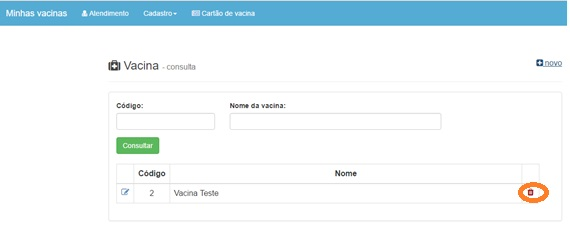 Minhas vacinas Atendimento Cadastro Cartão de vacina
Vacina - consulta novo
Código: Nome da vacina:
Consultar
Código Nome
2 Vacina Teste